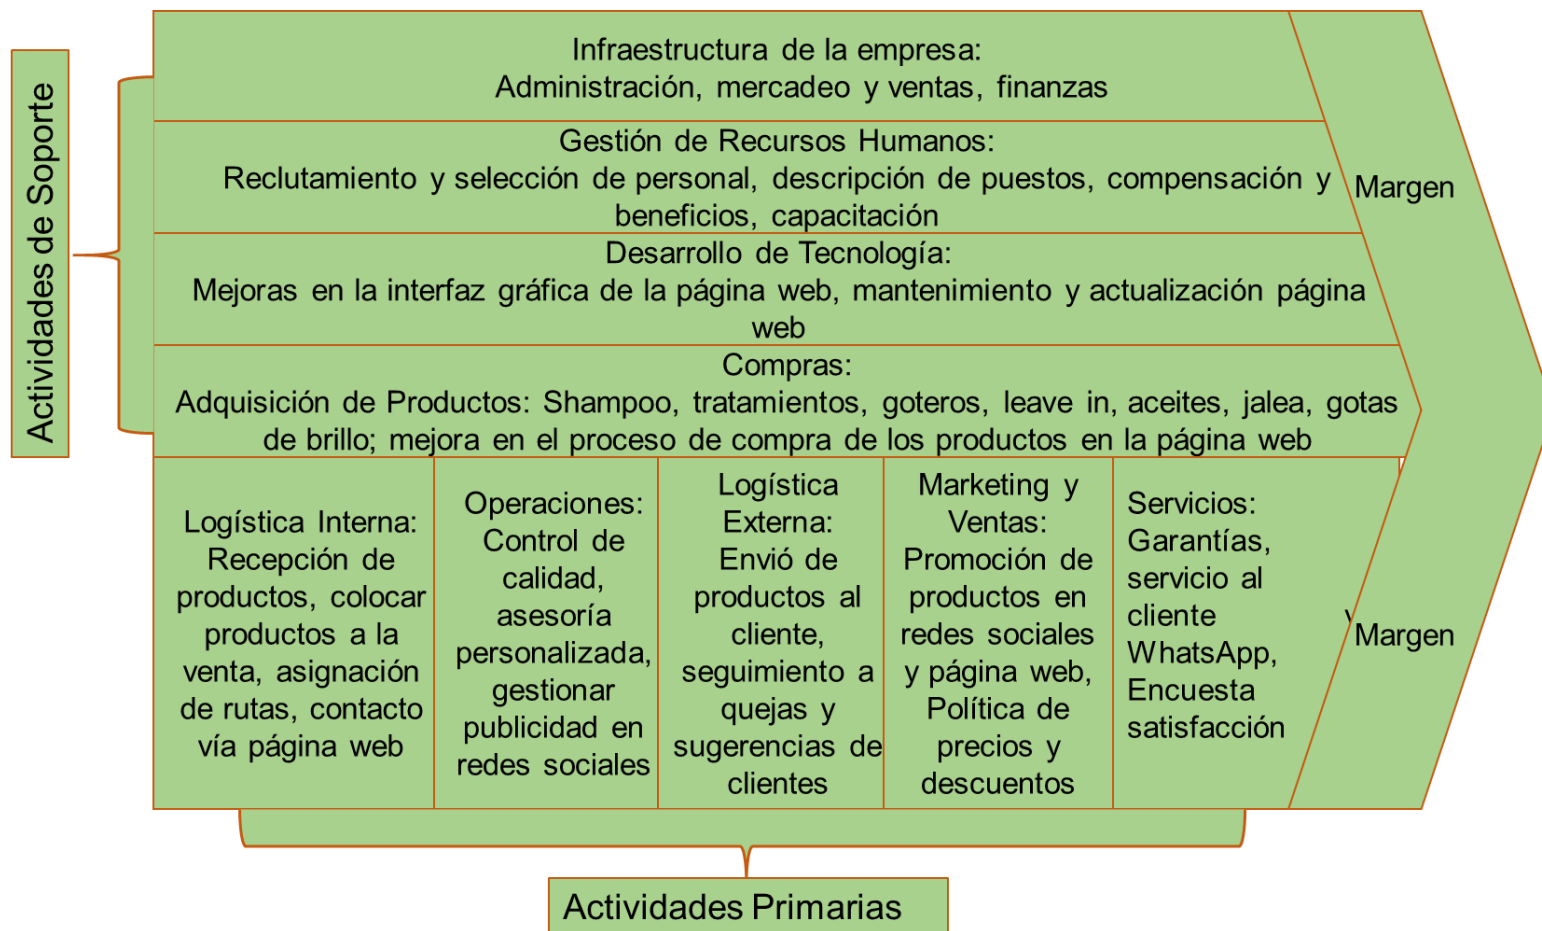 Actividades de Soporte
Infraestructura de la empresa:
Administración, mercadeo y ventas, finanzas
Gestión de Recursos Humanos:
Reclutamiento y selección de personal, descripción de puestos, compensación y
beneficios, capacitación
Desarrollo de Tecnología:
Mejoras en la interfaz gráfica de la página web, mantenimiento y actualización página
web
Compras:
Adquisición de Productos: Shampoo, tratamientos, goteros, leave in, aceites, jalea, gotas
de brillo; mejora en el proceso de compra de los productos en la página web
Margen
Logística Interna:
Recepción de
productos, colocar
productos a la
venta, asignación
de rutas, contacto
vía página web
Operaciones:
Control de
calidad,
asesoría
personalizada,
gestionar
publicidad en
redes sociales
Logística
Externa:
Envió de
productos al
cliente,
seguimiento a
quejas y
sugerencias de
clientes
Marketing y
Ventas:
Promoción de
productos en
redes sociales
y página web,
Política de
precios y
descuentos
Servicios:
Garantías,
servicio al
cliente
WhatsApp,
Encuesta
satisfacción
Margen
Actividades Primarias